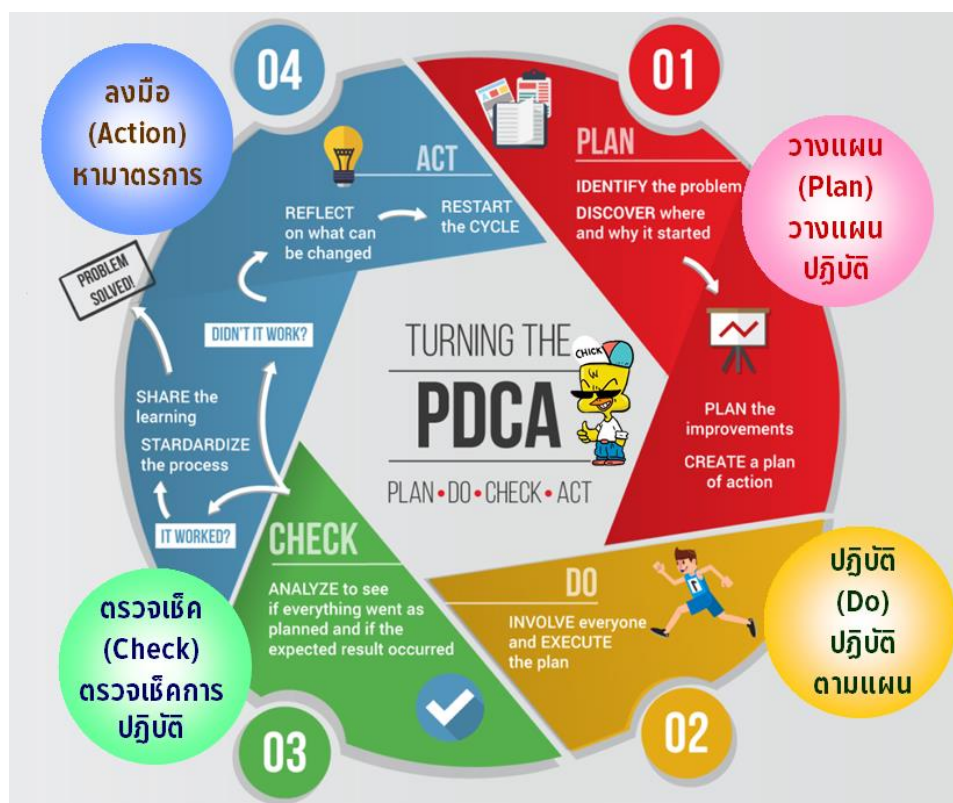 04
ลงมือ
(Action)
หามาตรการ
ACT
REFLECT
on what can
be changed
RESTART
the CYCLE
PROBLEM
SOLVED!
DIDN'T IT WORK?
SHARE the
learning
STARDARDIZE
the process
IT WORKED?
01
PLAN
IDENTIFY the problem
DISCOVER where
and why it started
วางแผน
(Plan)
วางแผน
ปฎิบัติ
PLAN the
improvements
CREATE a plan
of action
TURNING THE
CHICK
PDCA
PLAN • DO • CHECK • ACT
CHECK
ANALYZE to see
if everything went as
planned and if the
expected result occurred
ตรวจเช็ค
(Check)
ตรวจเช็คการ
ปฎิบัติ
03
DO
INVOLVE everyone
and EXECUTE
the plan
ปฎิบัติ
(Do)
ปฎิบัติ
ตามแผน
02